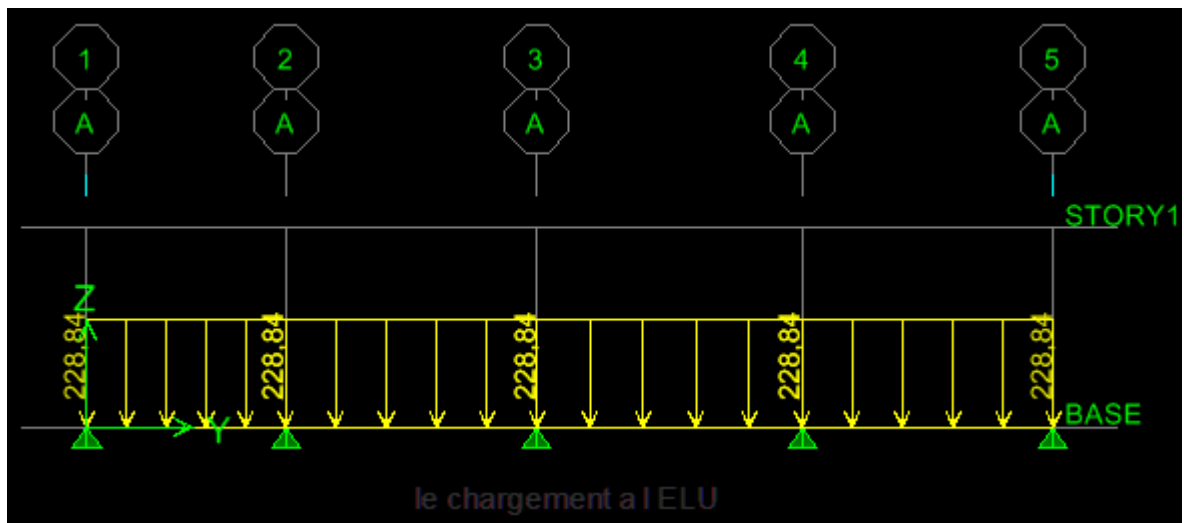 1 2 3 4 5
A A A A A
STORY1
Z
228,84 228,84 228,84 228,84 228,84
BASE
Y
le chargement a l ELU